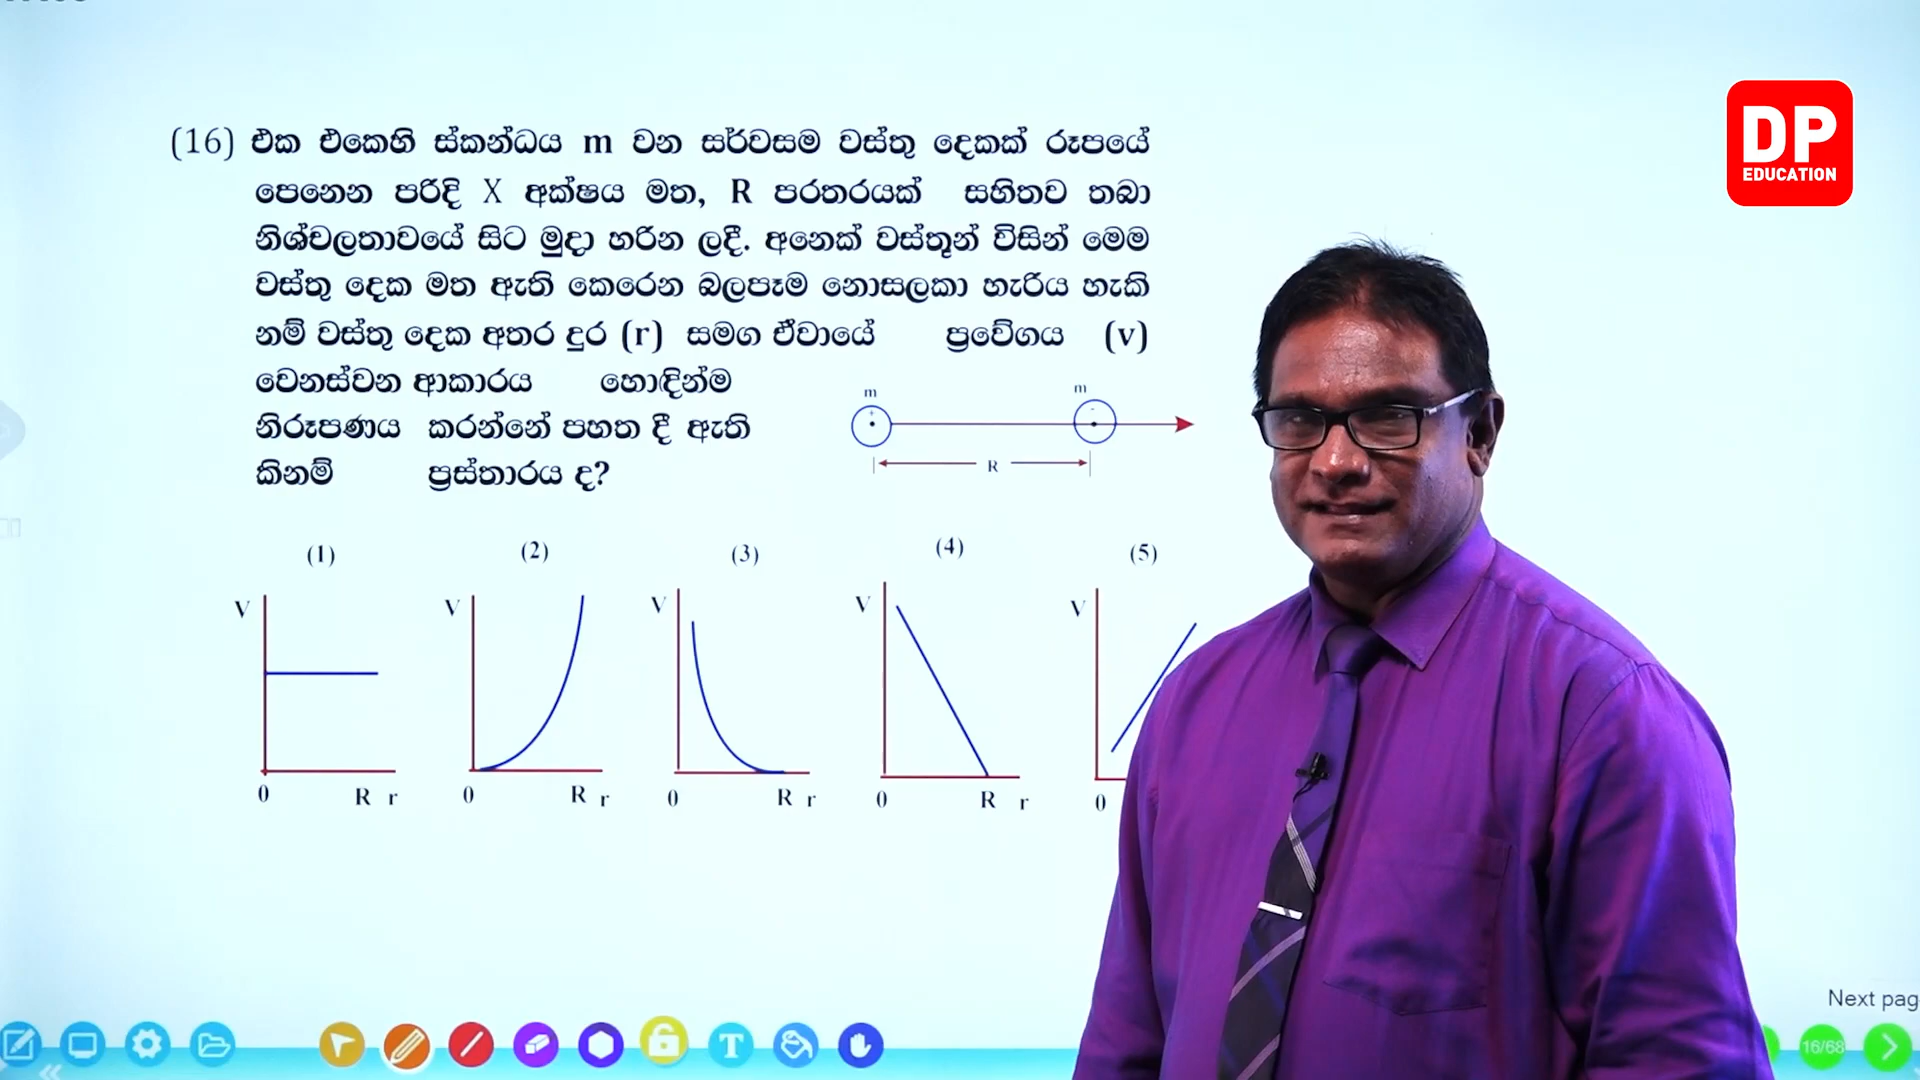 DP
EDUCATION
(16) එක එකෙහි ස්කන්ධය m වන සර්වසම වස්තු දෙකක් රූපයේ
පෙනෙන පරිදි X අක්ෂය මත, R පරතරයක් සහිතව තබා
නිශ්චලතාවයේ සිට මුදා හරින ලදී. අනෙක් වස්තූන් විසින් මෙම
වස්තු දෙක මත ඇති කෙරෙන බලපෑම නොසලකා හැරිය හැකි
නම් වස්තු දෙක අතර දුර (r) සමග ඒවායේ ප්‍රවේගය (v)
වෙනස්වන ආකාරය හොඳින්ම
නිරූපණය කරන්නේ පහත දී ඇති
කිනම් ප්‍රස්තාරය ද?
m m
+ -
R
(1) (2) (3) (4) (5)
V V V V V
0 R r 0 R r 0 R r 0 R r 0
Next pag
T 16/68